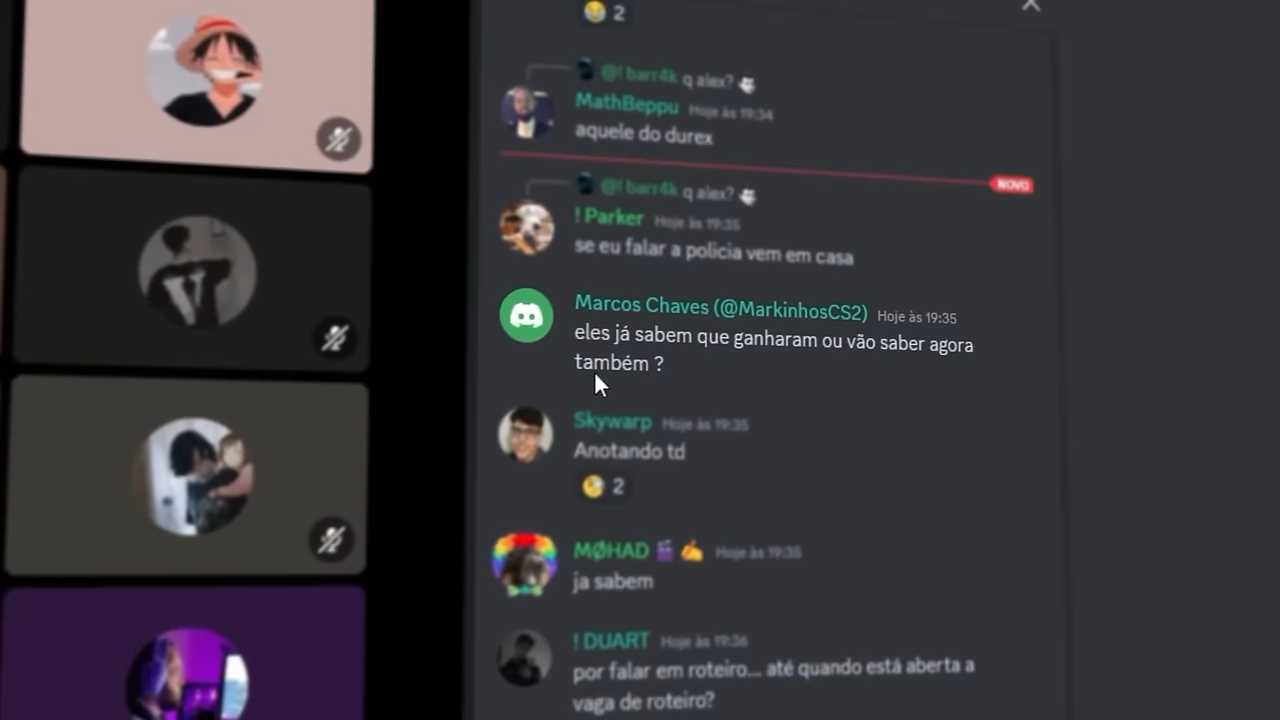 2
@! barr4k q alex?
MathBeppu Hoje às 19:34
aquele do durex
NOVO
@! barr4k q alex?
! Parker Hoje às 19:35
se eu falar a policia vem em casa
Marcos Chaves (@MarkinhosCS2) Hoje às 19:35
eles já sabem que ganharam ou vão saber agora
também ?
Skywarp Hoje às 19:35
Anotando td
2
MØHAD Hoje às 19:35
ja sabem
! DUART Hoje às 19:36
por falar em roteiro... até quando está aberta a
vaga de roteiro?